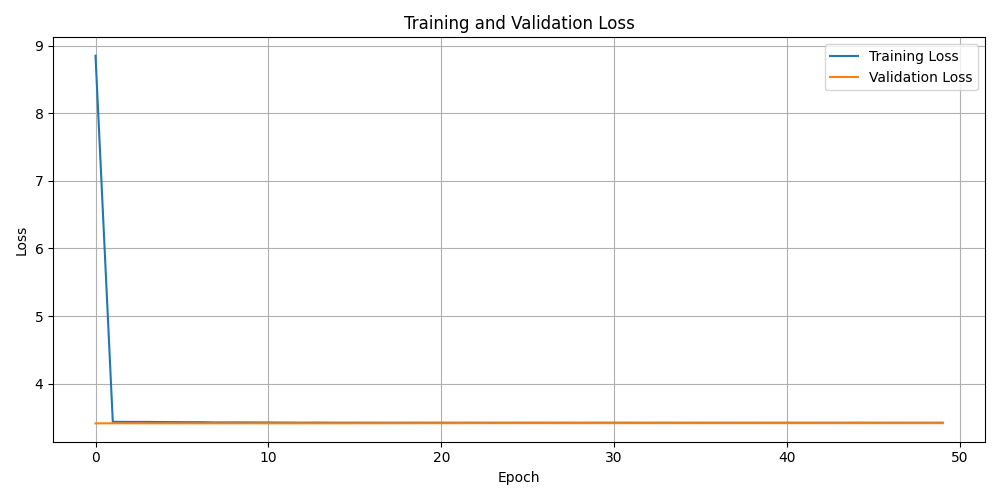 Training and Validation Loss
Training Loss
Validation Loss
9
8
7
6
5
4
Loss
0 10 20 30 40 50
Epoch